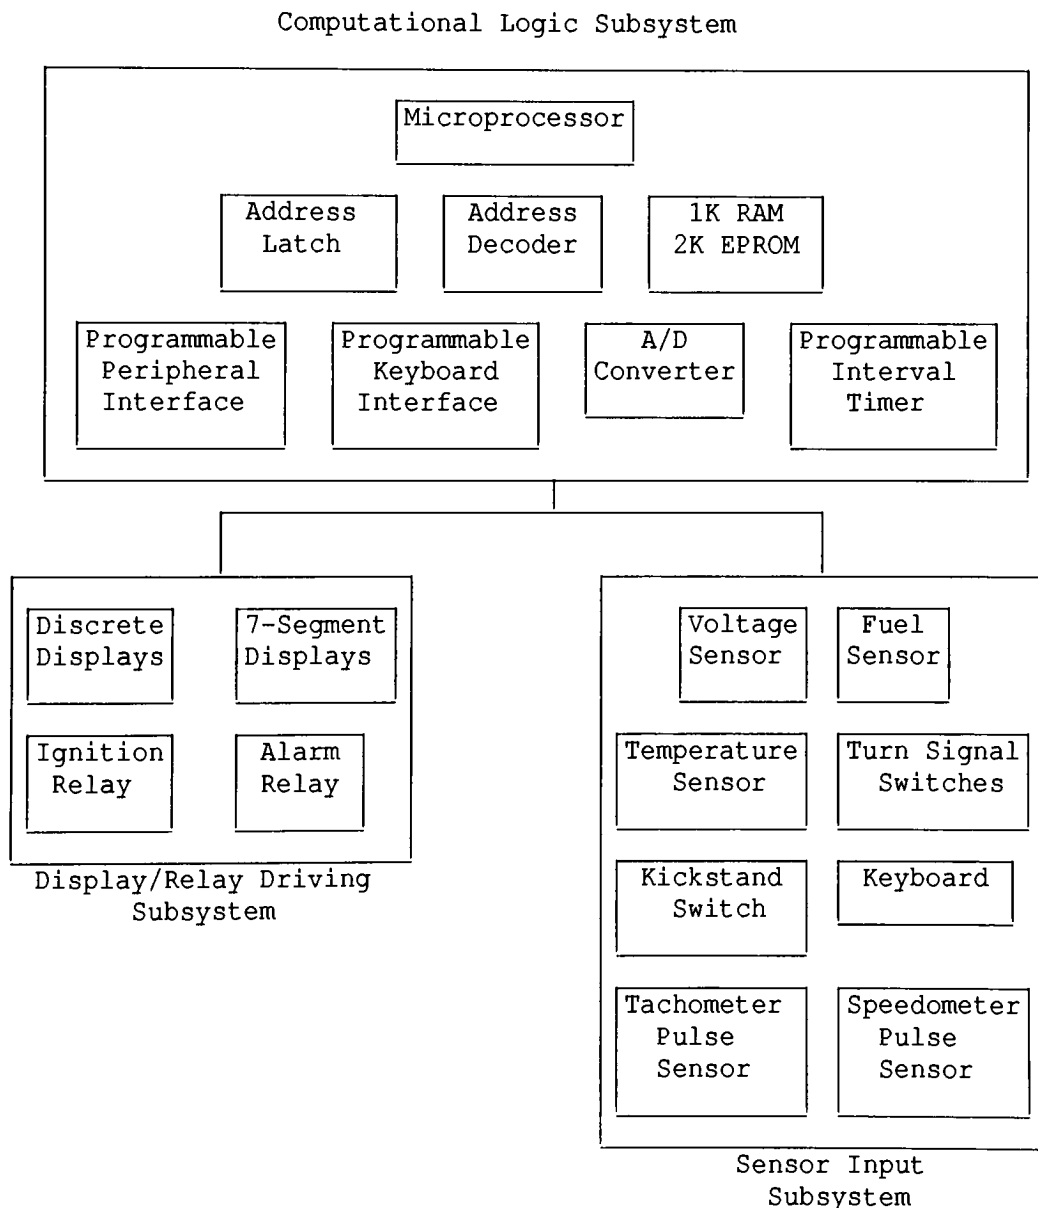 Computational Logic Subsystem
Microprocessor
Address
Latch
Address
Decoder
1K RAM
2K EPROM
Programmable
Peripheral
Interface
Programmable
Keyboard
Interface
A/D
Converter
Programmable
Interval
Timer
Discrete
Displays
7-Segment
Displays
Ignition
Relay
Alarm
Relay
Display/Relay Driving
Subsystem
Voltage
Sensor
Fuel
Sensor
Temperature
Sensor
Turn Signal
Switches
Kickstand
Switch
Keyboard
Tachometer
Pulse
Sensor
Speedometer
Pulse
Sensor
Sensor Input
Subsystem